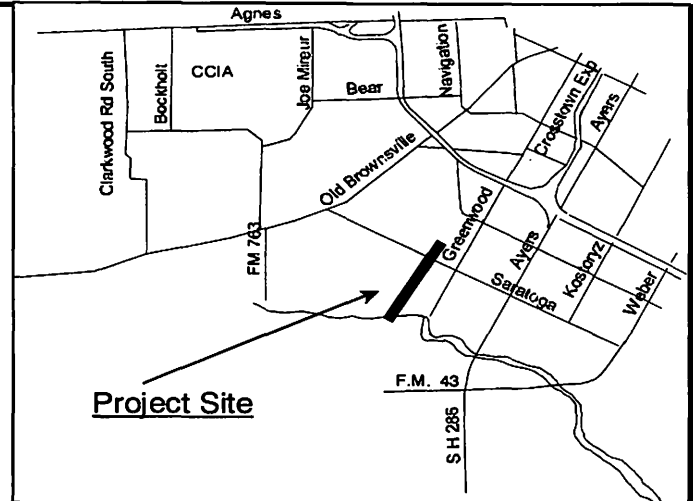 Agnes
Clarkwood Rd South
Bockholt
CCIA
Joe Mireur
Bear
Navigation
Crosstown Exp
Ayers
Old Brownsville
FM 763
Greenwood
Ayers
Saratoga
Kostoryz
Weber
Project Site
F.M. 43
S H 286